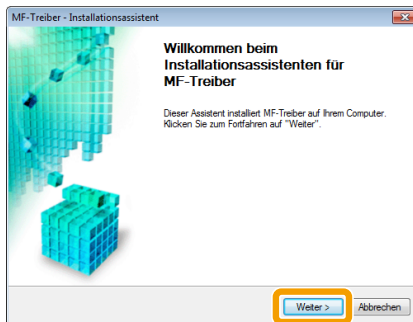 MF-Treiber - Installationsassistent
Willkommen beim
Installationsassistenten für
MF-Treiber
Dieser Assistent installiert MF-Treiber auf Ihrem Computer.
Klicken Sie zum Fortfahren auf "Weiter".
Weiter >
Abbrechen